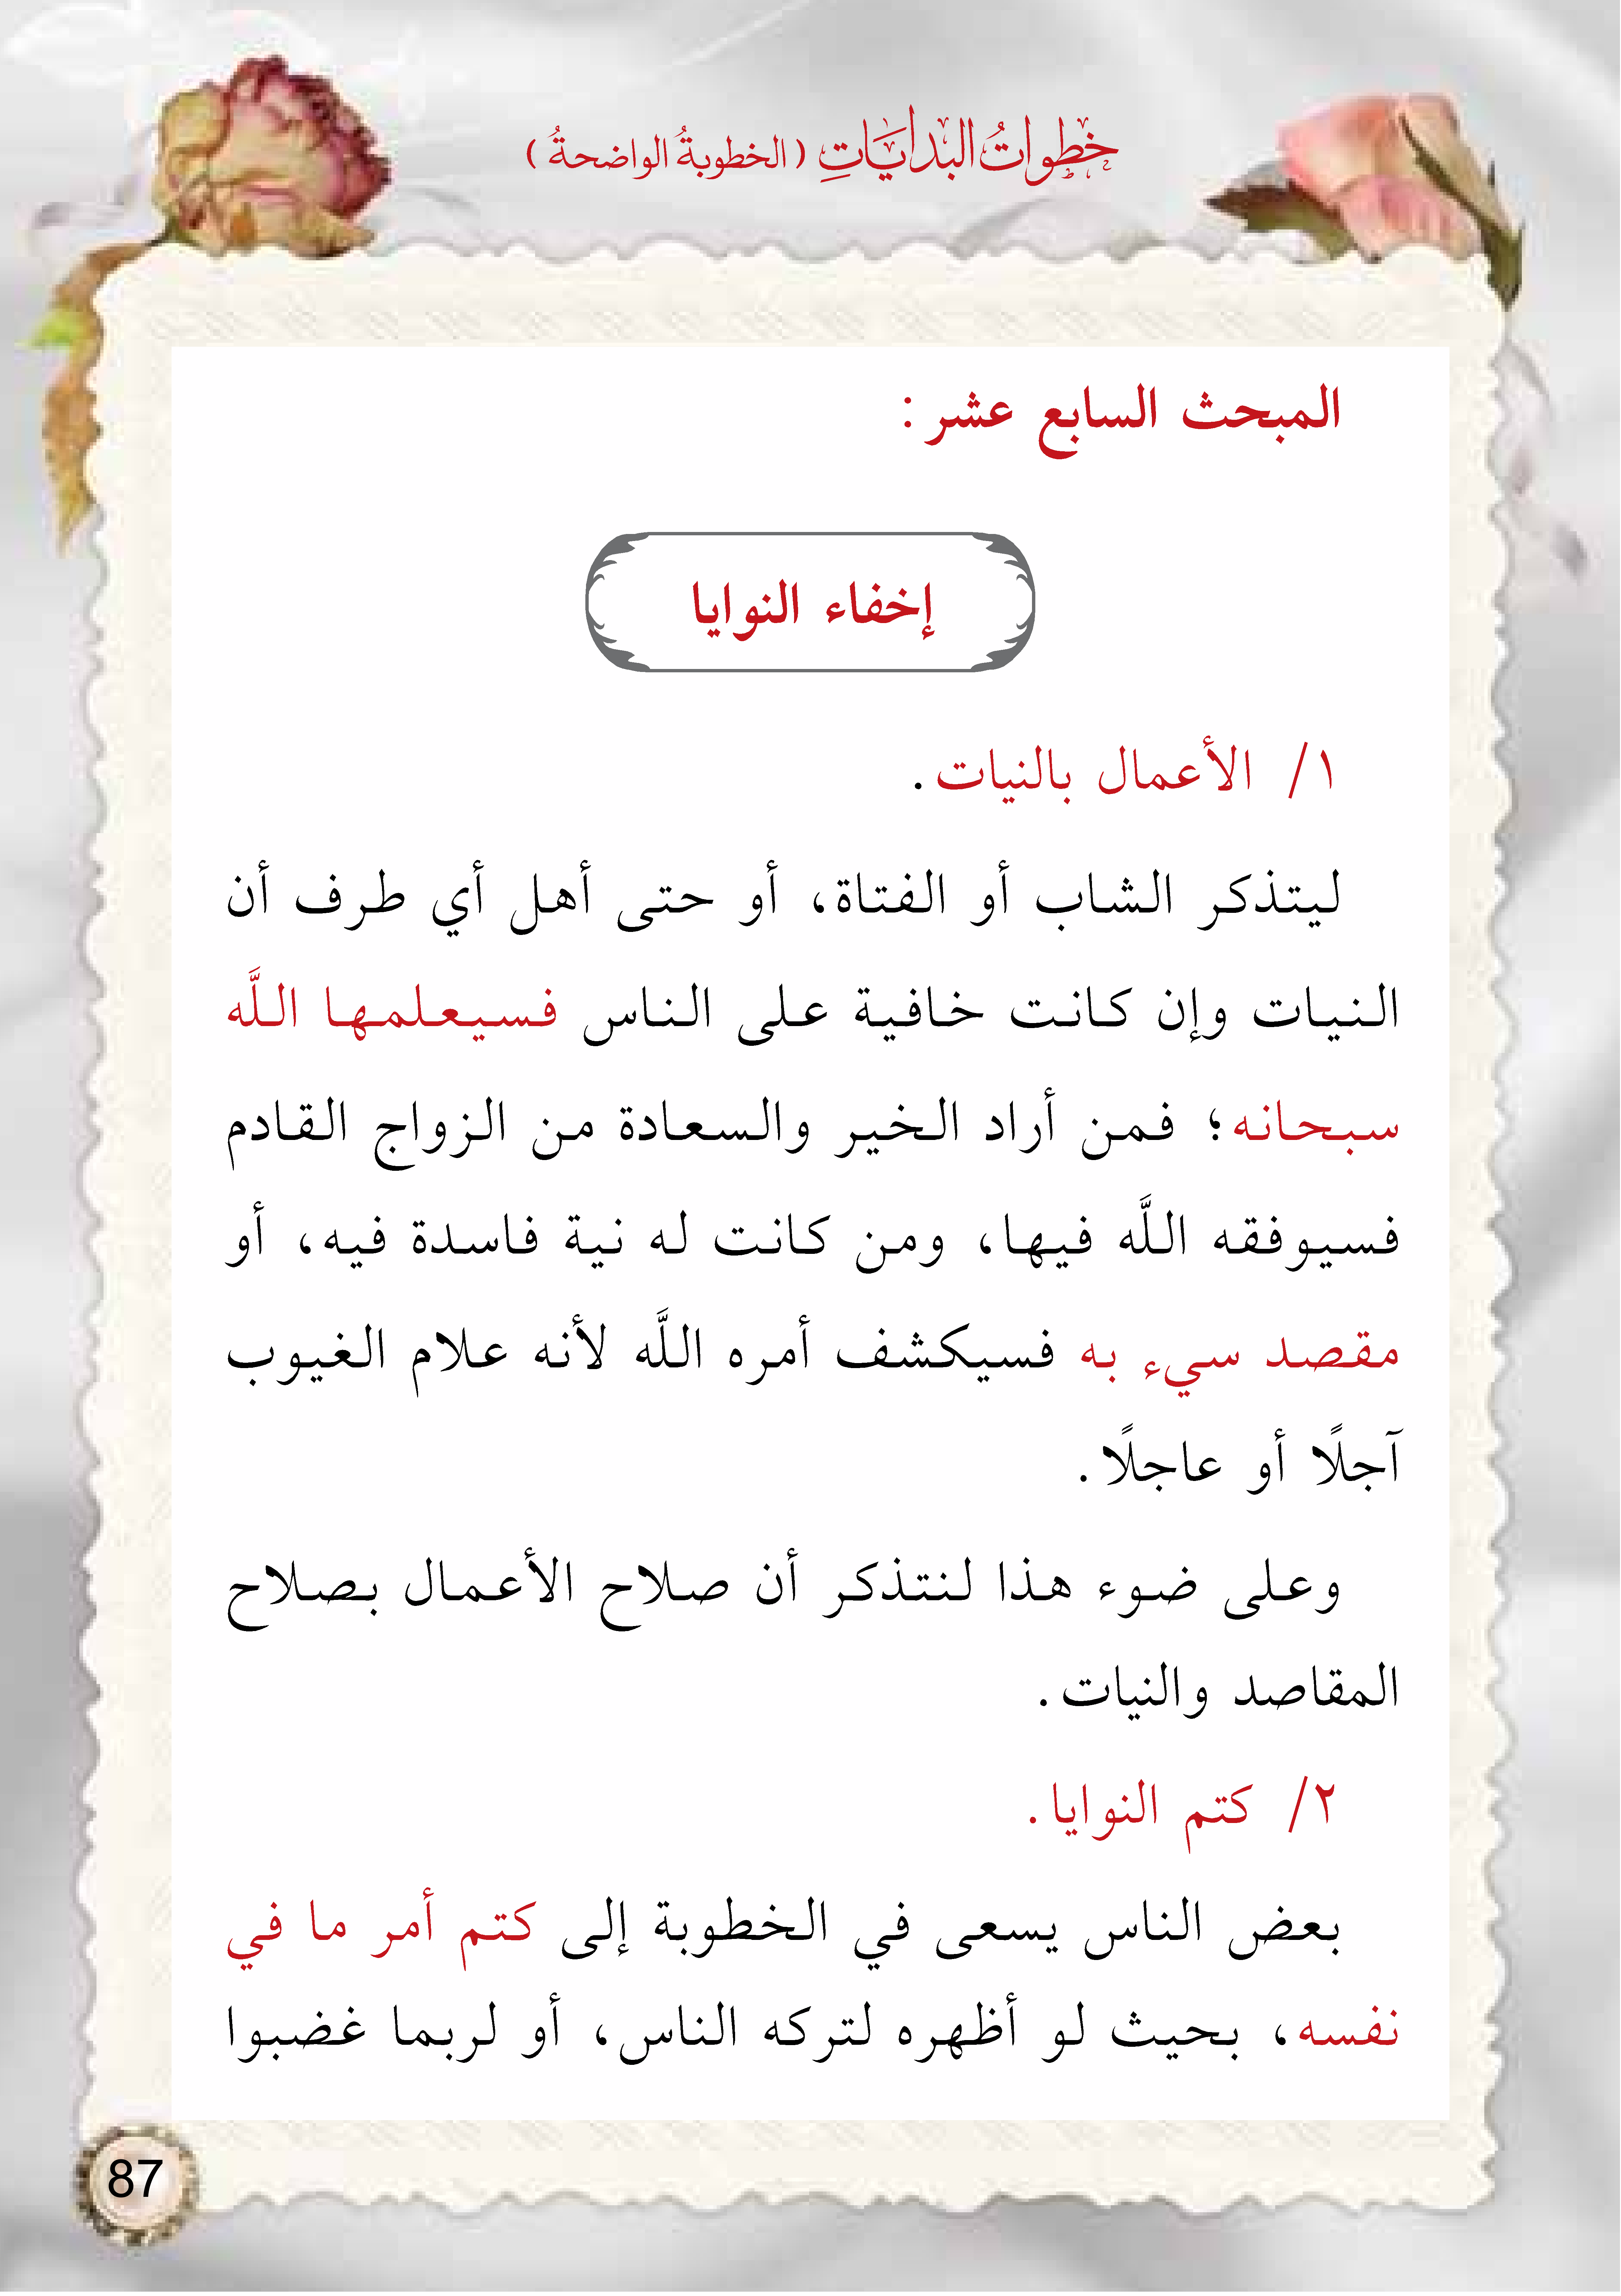 خطواتُ البدايَاتِ (الخطوبةُ الواضحةُ)
المبحث السابع عشر:
إخفاء النوايا
١/ الأعمال بالنيات.
ليتذكر الشاب أو الفتاة، أو حتى أهل أي طرف أن
النيات وإن كانت خافية على الناس فسيعلمها اللَّه
سبحانه؛ فمن أراد الخير والسعادة من الزواج القادم
فسيوفقه اللَّه فيها، ومن كانت له نية فاسدة فيه، أو
مقصد سيء به فسيكشف أمره اللَّه لأنه علام الغيوب
آجلًا أو عاجلًا.
وعلى ضوء هذا لنتذكر أن صلاح الأعمال بصلاح
المقاصد والنيات.
٢/ كتم النوايا.
بعض الناس يسعى في الخطوبة إلى كتم أمر ما في
نفسه، بحيث لو أظهره لتركه الناس، أو لربما غضبوا
87